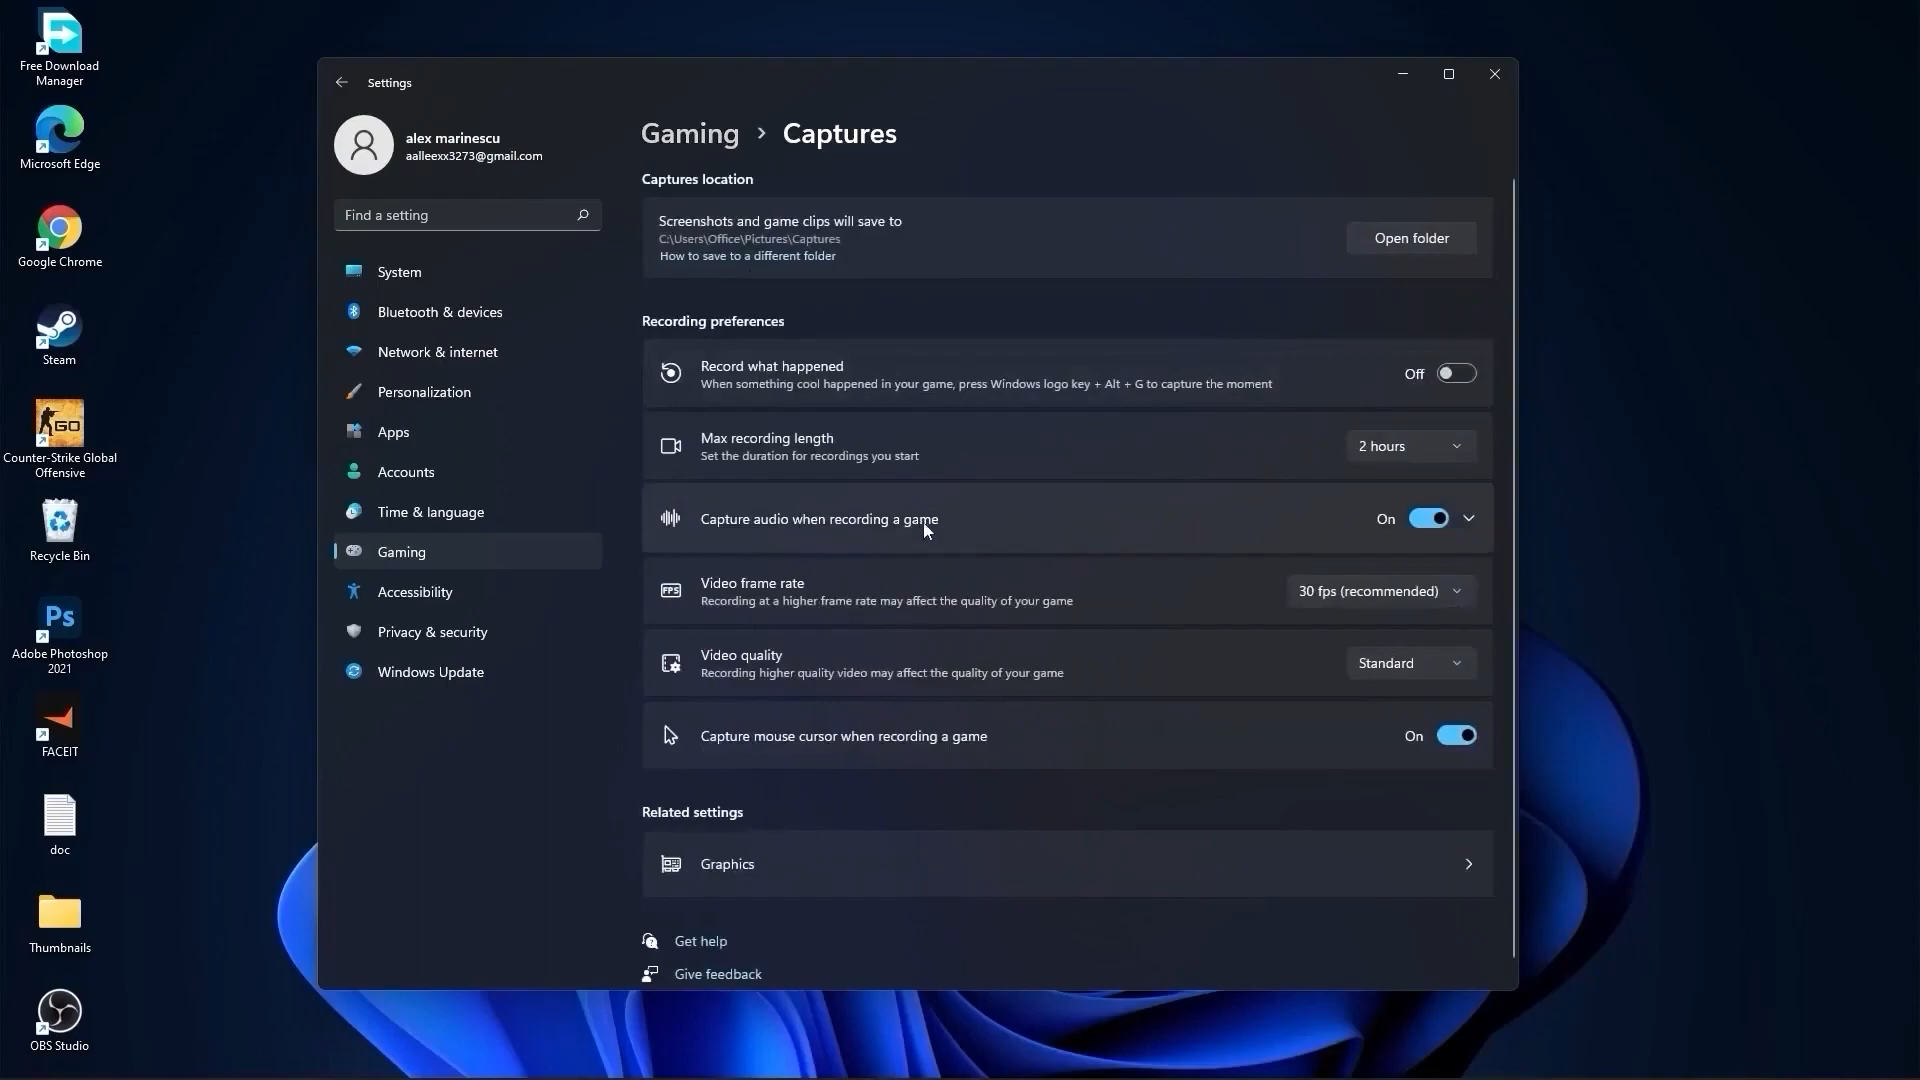 Free Download
Manager
Microsoft Edge
Google Chrome
Steam
GO
Counter-Strike Global
Offensive
Recycle Bin
Ps
Adobe Photoshop
2021
FACEIT
doc
Thumbnails
OBS Studio
Settings
alex marinescu
aalleexx3273@gmail.com
Find a setting
System
Bluetooth & devices
Network & internet
Personalization
Apps
Accounts
Time & language
Gaming
Accessibility
Privacy & security
Windows Update
Gaming › Captures
Captures location
Screenshots and game clips will save to
C:\Users\Office\Pictures\Captures
How to save to a different folder
Open folder
Recording preferences
Record what happened
When something cool happened in your game, press Windows logo key + Alt + G to capture the moment
Off
Max recording length
Set the duration for recordings you start
2 hours
Capture audio when recording a game
On
FPS
Video frame rate
Recording at a higher frame rate may affect the quality of your game
30 fps (recommended)
Video quality
Recording higher quality video may affect the quality of your game
Standard
Capture mouse cursor when recording a game
On
Related settings
Graphics
Get help
Give feedback